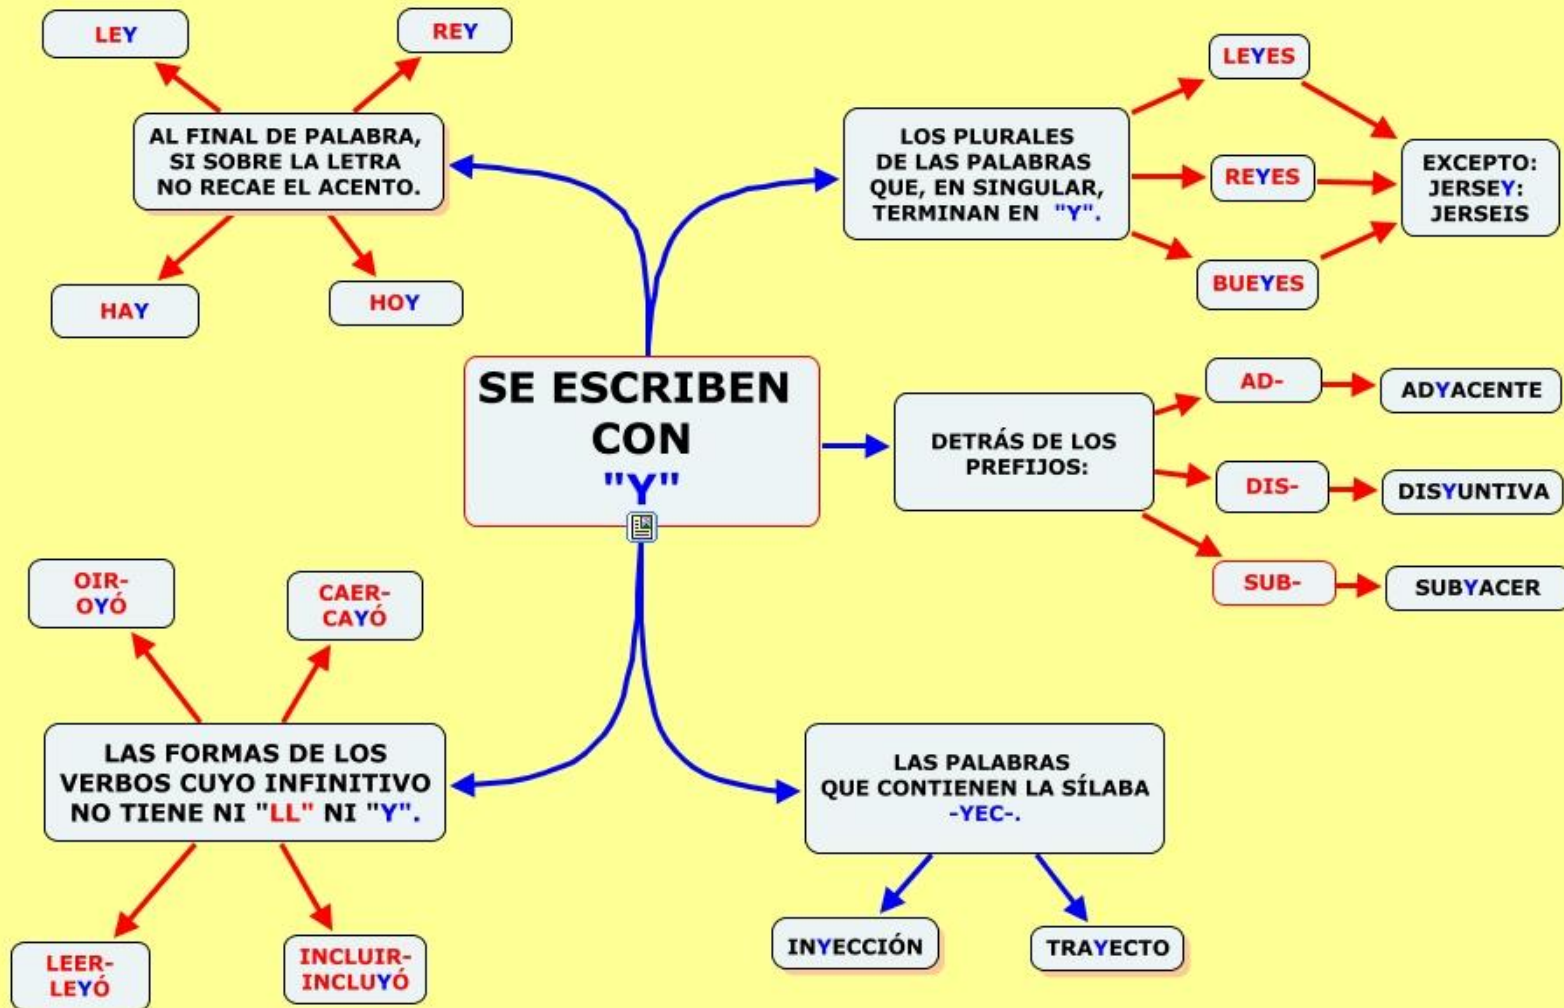 LEY
REY
AL FINAL DE PALABRA,
SI SOBRE LA LETRA
NO RECAE EL ACENTO.
HAY
HOY
LOS PLURALES
DE LAS PALABRAS
QUE, EN SINGULAR,
TERMINAN EN "Y".
LEYES
REYES
BUEYES
EXCEPTO:
JERSEY:
JERSEIS
SE ESCRIBEN
CON
"Y"
DETRÁS DE LOS
PREFIJOS:
AD-
ADYACENTE
DIS-
DISYUNTIVA
SUB-
SUBYACER
OIR-
OYÓ
CAER-
CAYÓ
LAS FORMAS DE LOS
VERBOS CUYO INFINITIVO
NO TIENE NI "LL" NI "Y".
LEER-
LEYÓ
INCLUIR-
INCLUYÓ
LAS PALABRAS
QUE CONTIENEN LA SÍLABA
-YEC-.
INYECCIÓN
TRAYECTO